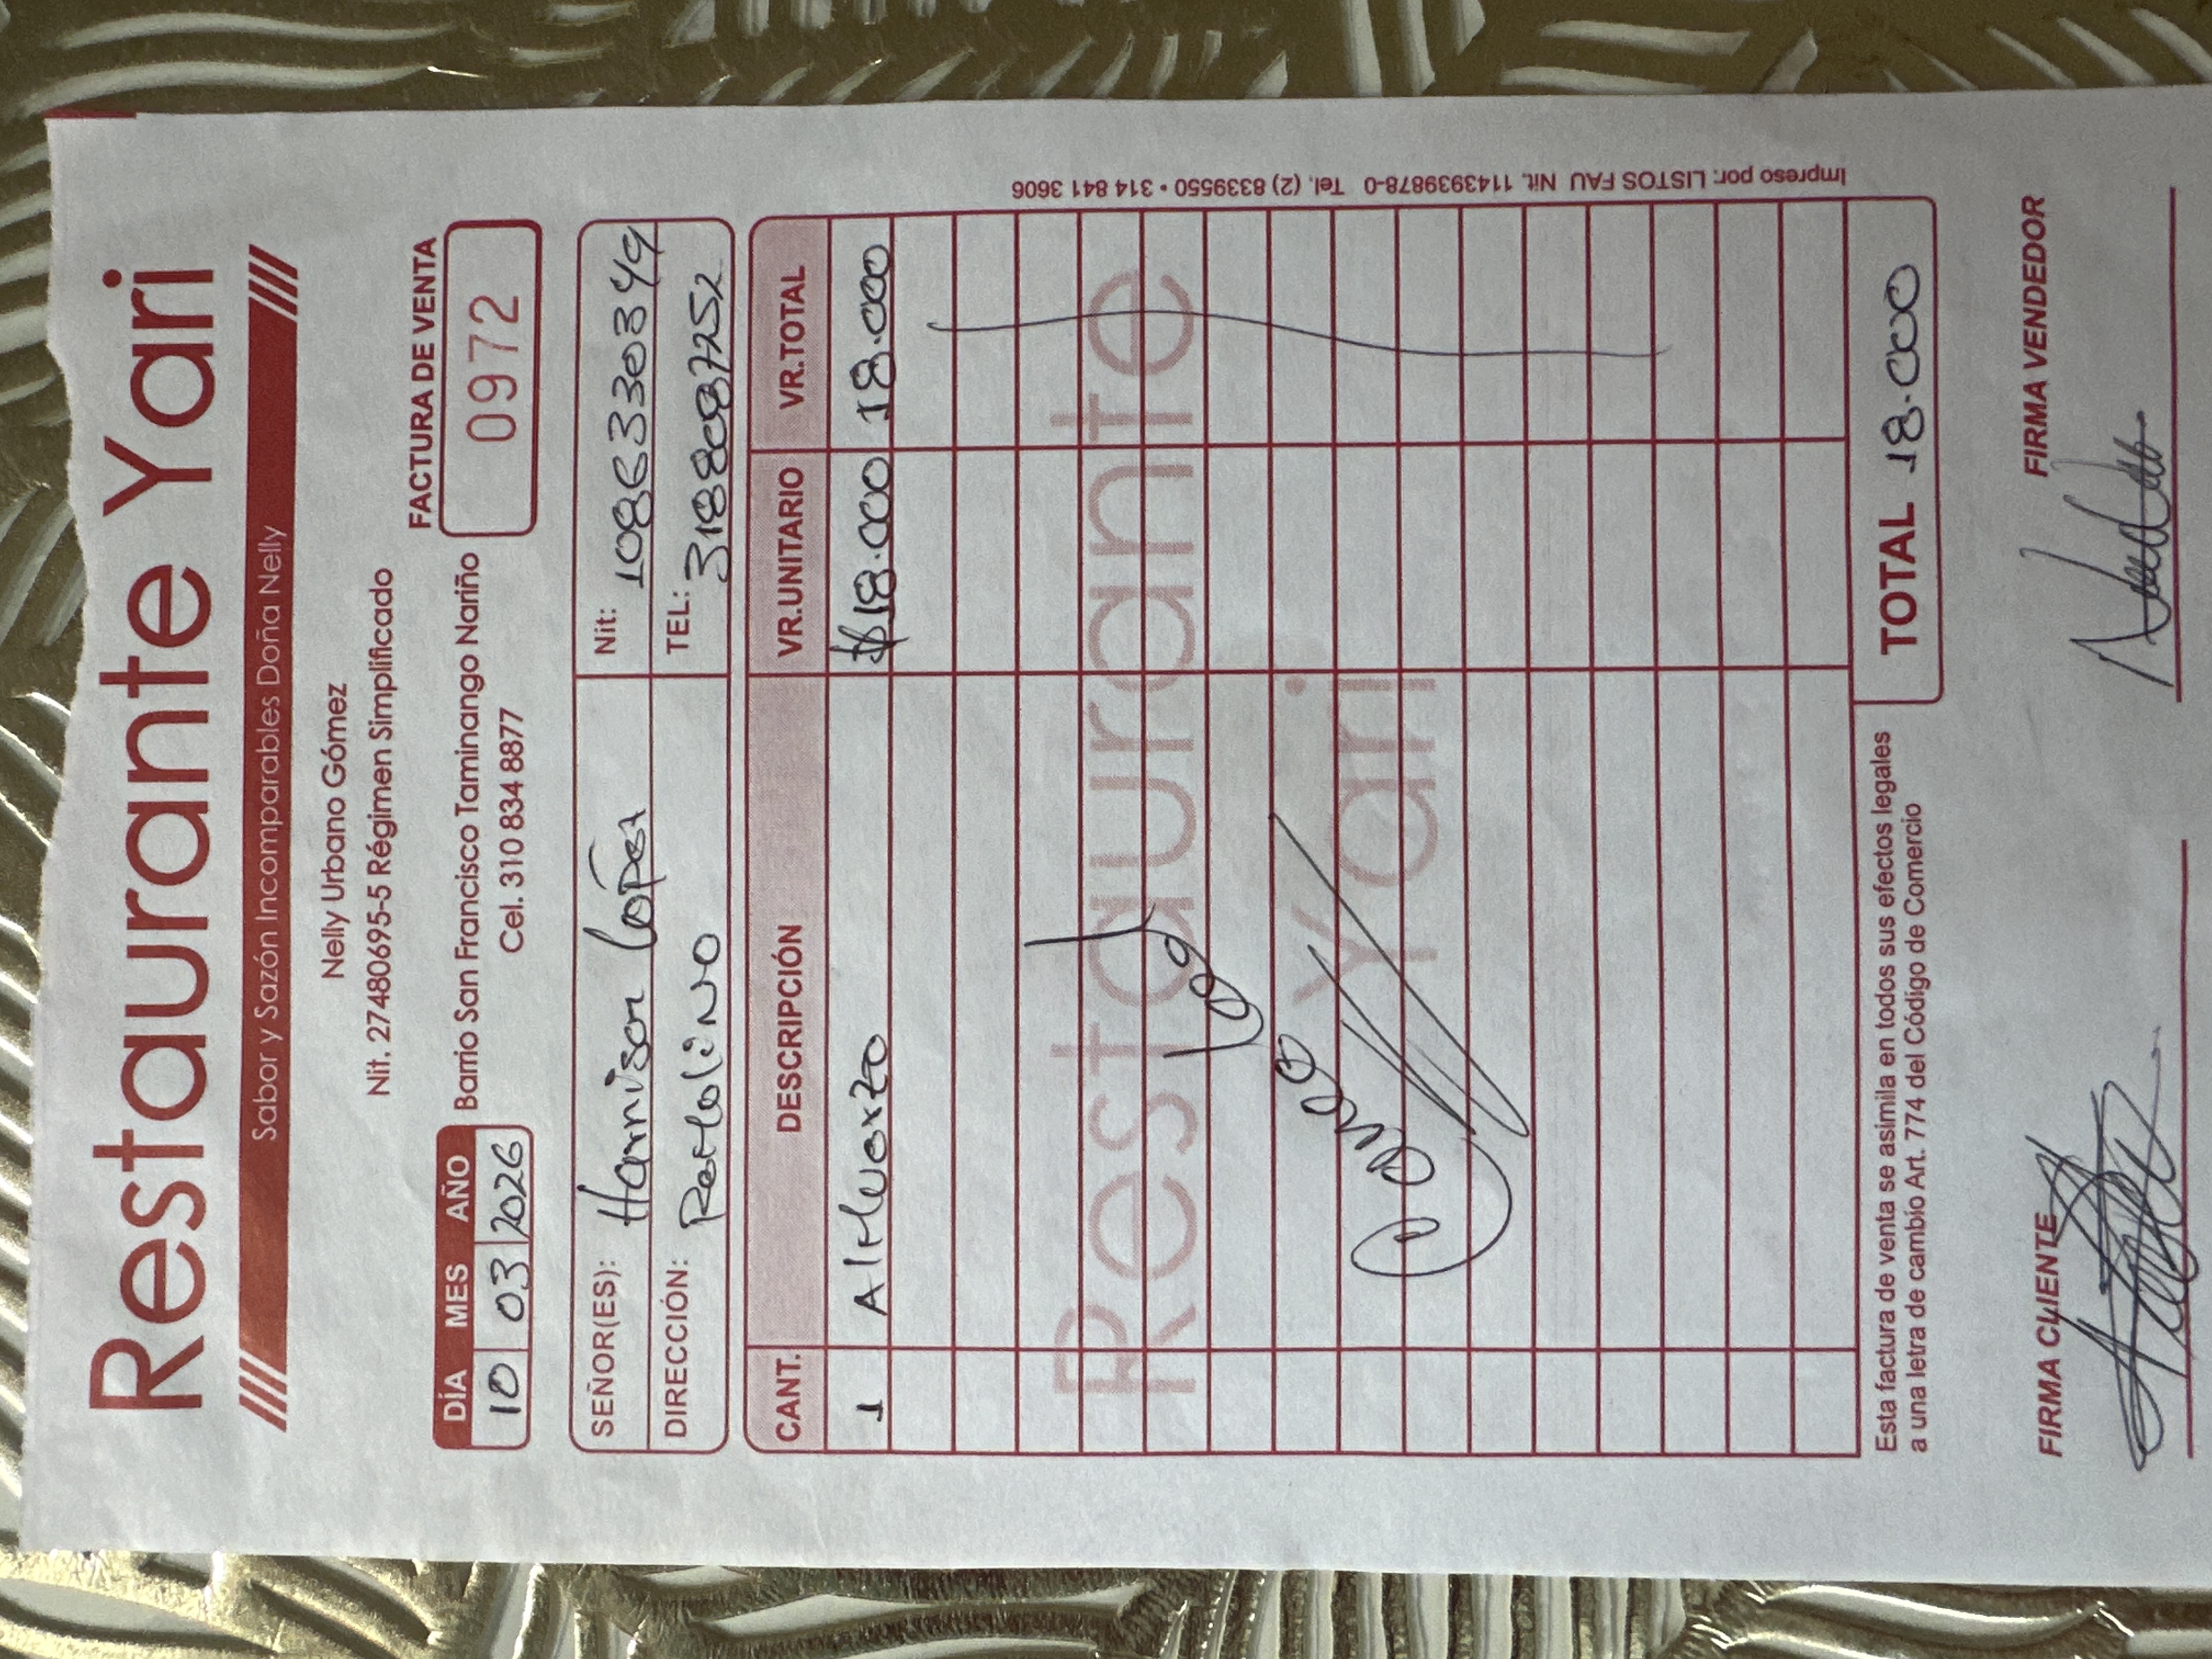 Restaurante Yari
Sabor y Sazón Incomparables Doña Nelly
Nelly Urbano Gómez
Nit. 27480695-5 Régimen Simplificado
DÍA MES AÑO
10 03 2026
Barrio San Francisco Taminango Nariño
Cel. 310 834 8877
FACTURA DE VENTA
0972
SEÑOR(ES): Harrison López
Nit: 1086330349
DIRECCIÓN:
TEL: 3188087252
CANT. DESCRIPCIÓN VR.UNITARIO VR.TOTAL
1 Almuerzo $18.000 18.000
Restaurante
Yari
Impreso por: LISTOS FAU Nit. 1143939878-0 Tel. (2) 8339550 • 314 841 3606
Esta factura de venta se asimila en todos sus efectos legales
a una letra de cambio Art. 774 del Código de Comercio
TOTAL 18.000
FIRMA CLIENTE
FIRMA VENDEDOR